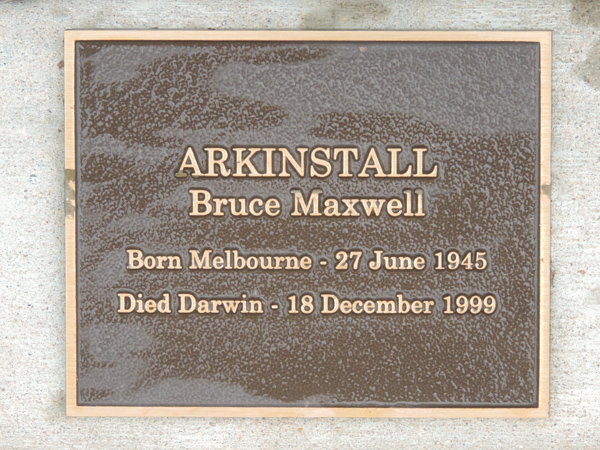 ARKINSTALL
Bruce Maxwell
Born Melbourne - 27 June 1945
Died Darwin - 18 December 1999